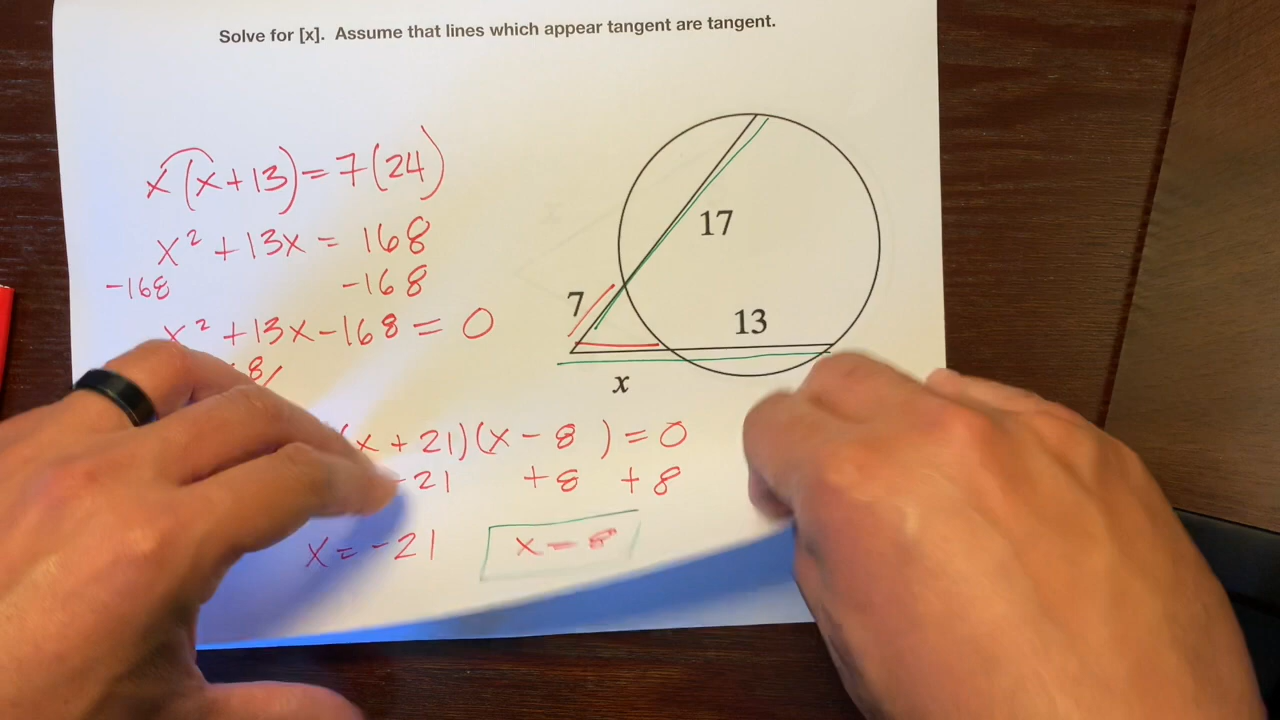 Solve for [x]. Assume that lines which appear tangent are tangent.
x(x+13)=7(24)
x² +13x = 168
-168 -168
x² +13x-168 = 0
8
(x + 21)(x - 8 ) = 0
-21 +8 +8
x = -21
x = 8
17
7
13
x